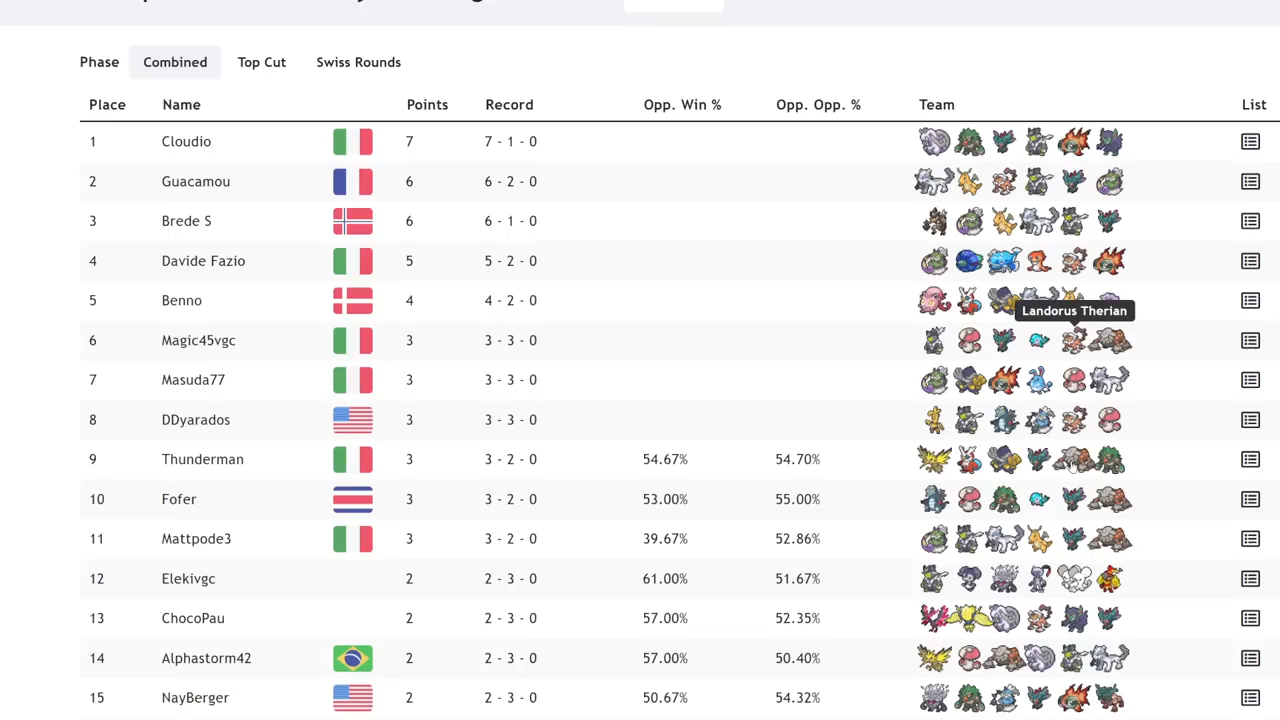 Phase Combined Top Cut Swiss Rounds
Place Name Points Record Opp. Win % Opp. Opp. % Team List
1 Cloudio 7 7 - 1 - 0
2 Guacamou 6 6 - 2 - 0
3 Brede S 6 6 - 1 - 0
4 Davide Fazio 5 5 - 2 - 0
5 Benno 4 4 - 2 - 0
Landorus Therian
6 Magic45vgc 3 3 - 3 - 0
7 Masuda77 3 3 - 3 - 0
8 DDyarados 3 3 - 3 - 0
9 Thunderman 3 3 - 2 - 0 54.67% 54.70%
10 Fofer 3 3 - 2 - 0 53.00% 55.00%
11 Mattpode3 3 3 - 2 - 0 39.67% 52.86%
12 Elekivgc 2 2 - 3 - 0 61.00% 51.67%
13 ChocoPau 2 2 - 3 - 0 57.00% 52.35%
14 Alphastorm42 2 2 - 3 - 0 57.00% 50.40%
15 NayBerger 2 2 - 3 - 0 50.67% 54.32%